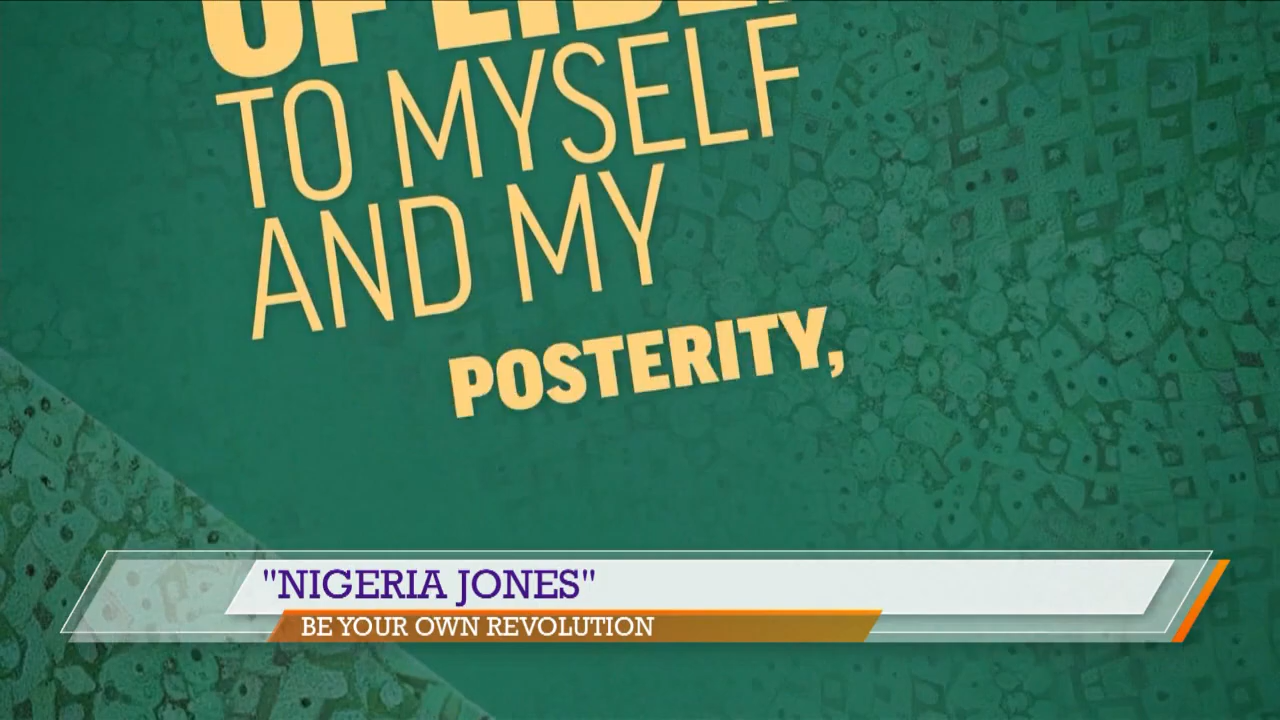 TO MYSELF
AND MY
POSTERITY,
"NIGERIA JONES"
BE YOUR OWN REVOLUTION